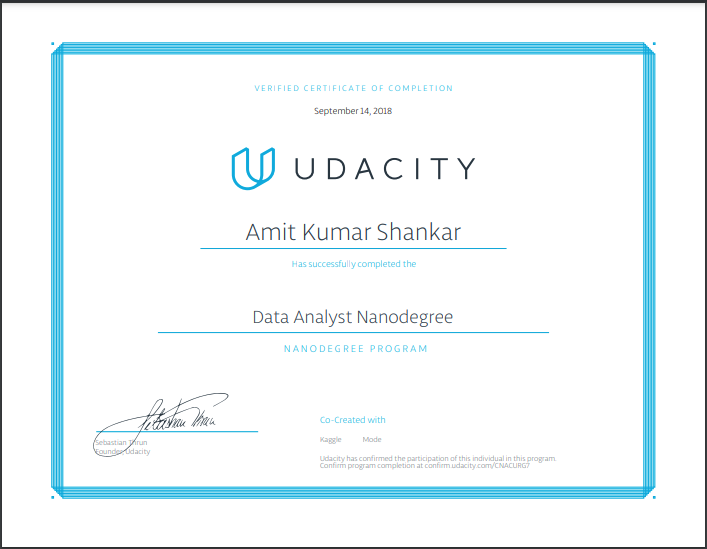 VERIFIED CERTIFICATE OF COMPLETION
September 14, 2018
UDACITY
Amit Kumar Shankar
Has successfully completed the
Data Analyst Nanodegree
NANODEGREE PROGRAM
Sebastian Thrun
Sebastian Thrun
Founder, Udacity
Co-Created with
Kaggle Mode
Udacity has confirmed the participation of this individual in this program.
Confirm program completion at confirm.udacity.com/CNACURG7